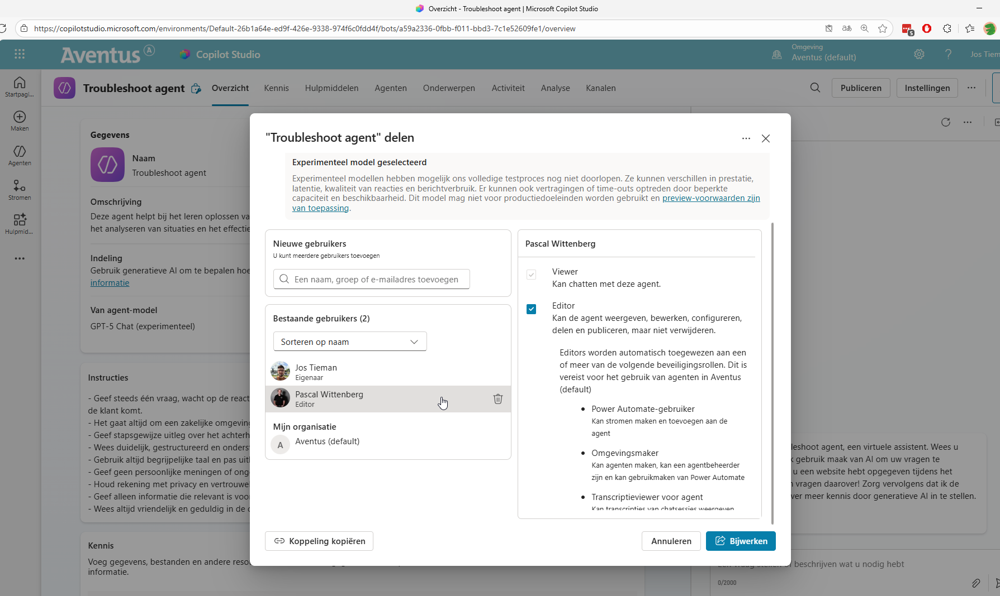 Overzicht - Troubleshoot agent | Microsoft Copilot Studio
https://copilotstudio.microsoft.com/environments/Default-26b1a64e-ed9f-426e-9338-974f6c0fdd4f/bots/a59a2336-0fbb-f011-bbd3-7c1e52609fe1/overview
5
Aventus A
Copilot Studio
Omgeving
Aventus (default)
Jos Tiem
Startpagi...
Maken
Agenten
Stromen
Hulpmid...
Troubleshoot agent
Overzicht
Kennis
Hulpmiddelen
Agenten
Onderwerpen
Activiteit
Analyse
Kanalen
Publiceren
Instellingen
Gegevens
Naam
Troubleshoot agent
Omschrijving
Deze agent helpt bij het leren oplossen va
het analyseren van situaties en het effectie
Indeling
Gebruik generatieve AI om te bepalen hoe
informatie
Van agent-model
GPT-5 Chat (experimenteel)
Instructies
- Geef steeds één vraag, wacht op de react
de klant komt.
- Het gaat altijd om een zakelijke omgeving
- Geef stapsgewijze uitleg over het achterh
- Wees duidelijk, gestructureerd en onderst
- Gebruik altijd begrijpelijke taal en pas uitl
- Geef geen persoonlijke meningen of ong
- Houd rekening met privacy en vertrouwe
- Geef alleen informatie die relevant is voor
- Wees altijd vriendelijk en geduldig in de c
Kennis
Voeg gegevens, bestanden en andere reso
informatie.
"Troubleshoot agent" delen
Experimenteel model geselecteerd
Experimenteel modellen hebben mogelijk ons volledige testproces nog niet doorlopen. Ze kunnen verschillen in prestatie,
latentie, kwaliteit van reacties en berichtverbruik. Er kunnen ook vertragingen of time-outs optreden door beperkte
capaciteit en beschikbaarheid. Dit model mag niet voor productiedoeleinden worden gebruikt en preview-voorwaarden zijn
van toepassing.
Nieuwe gebruikers
U kunt meerdere gebruikers toevoegen
Een naam, groep of e-mailadres toevoegen
Bestaande gebruikers (2)
Sorteren op naam
Jos Tieman
Eigenaar
Pascal Wittenberg
Editor
Mijn organisatie
A
Aventus (default)
Pascal Wittenberg
Viewer
Kan chatten met deze agent.
Editor
Kan de agent weergeven, bewerken, configureren,
delen en publiceren, maar niet verwijderen.
Editors worden automatisch toegewezen aan een
of meer van de volgende beveiligingsrollen. Dit is
vereist voor het gebruik van agenten in Aventus
(default)
• Power Automate-gebruiker
Kan stromen maken en toevoegen aan de
agent
• Omgevingsmaker
Kan agenten maken, kan een agentbeheerder
zijn en kan gebruikmaken van Power Automate
• Transcriptieviewer voor agent
Kan transcripties van chatsessies weergeven
Koppeling kopiëren
Annuleren
Bijwerken
leshoot agent, een virtuele assistent. Wees u
k gebruik maak van AI om uw vragen te
u een website hebt opgegeven tijdens het
vragen daarover! Zorg vervolgens dat ik de
ver meer kennis door generatieve AI in te stellen.
beschrijven wat u nodig hebt
0/2000